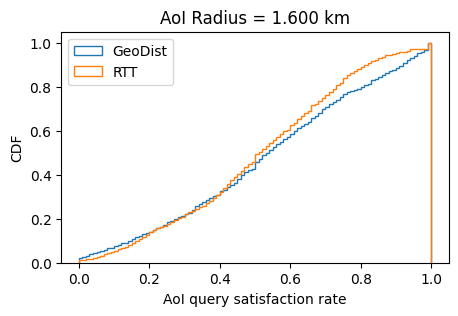 AoI Radius = 1.600 km
GeoDist
RTT
CDF
1.0
0.8
0.6
0.4
0.2
0.0
0.0 0.2 0.4 0.6 0.8 1.0
AoI query satisfaction rate